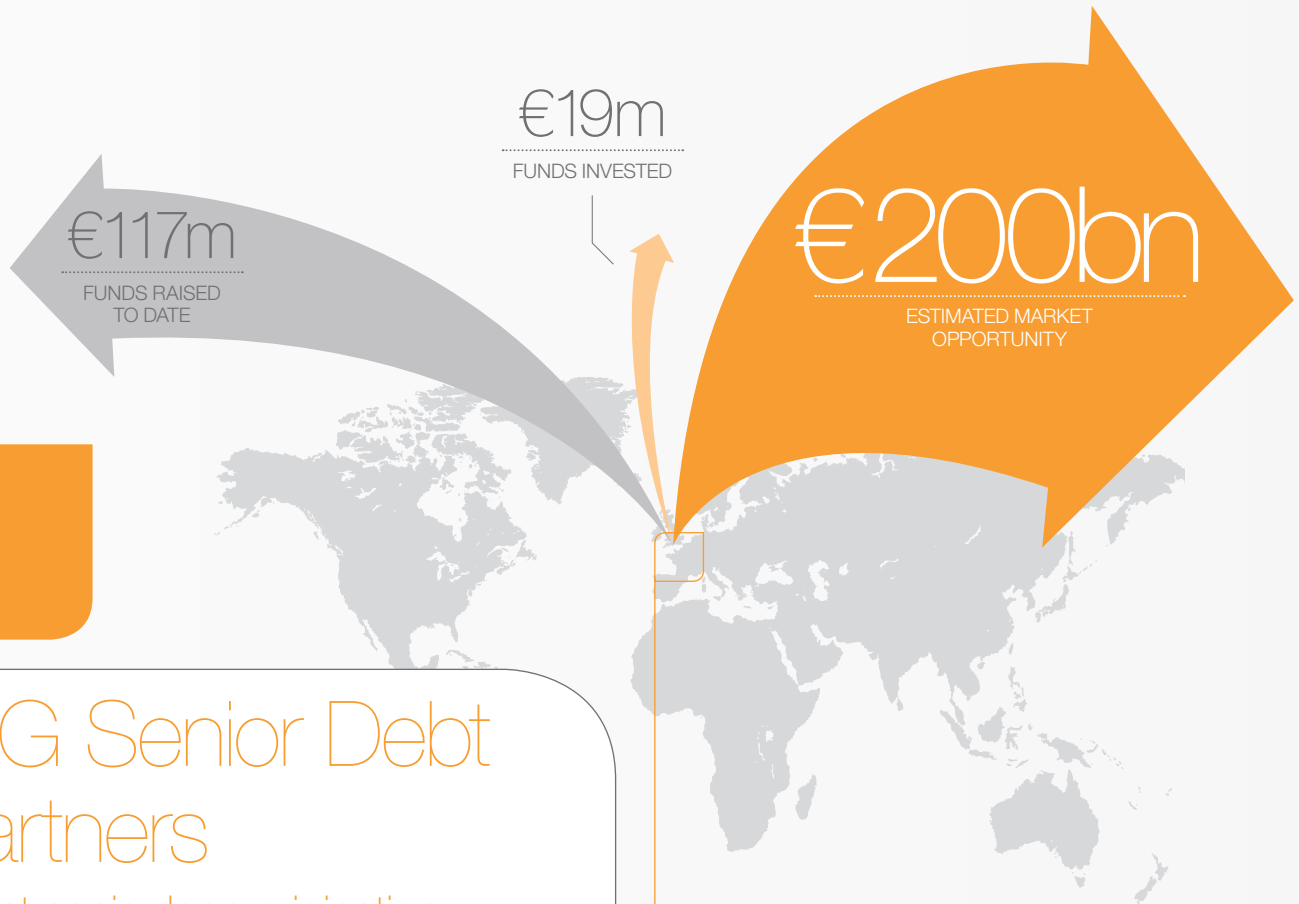 €19m
FUNDS INVESTED
€117m
FUNDS RAISED
TO DATE
€200bn
ESTIMATED MARKET
OPPORTUNITY
G Senior Debt
artners